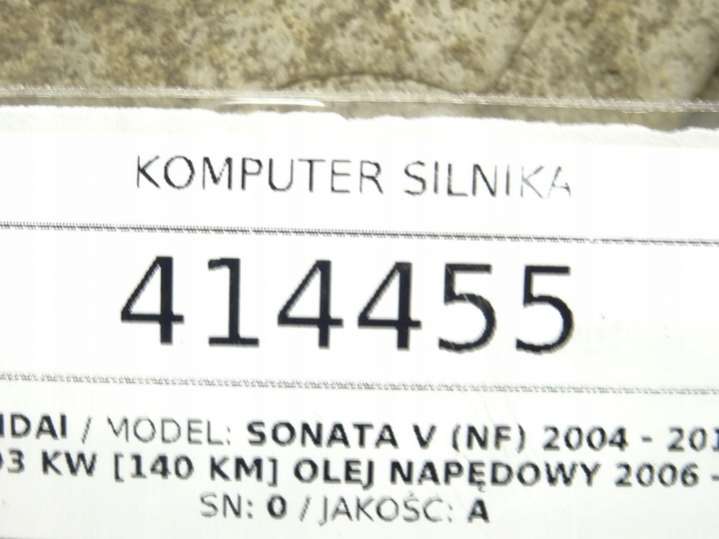 KOMPUTER SILNIKA
414455
/ MODEL: SONATA V (NF) 2004 -
KW [140 KM] OLEJ NAPĘDOWY 2006 -
SN: 0 / JAKOŚĆ: A